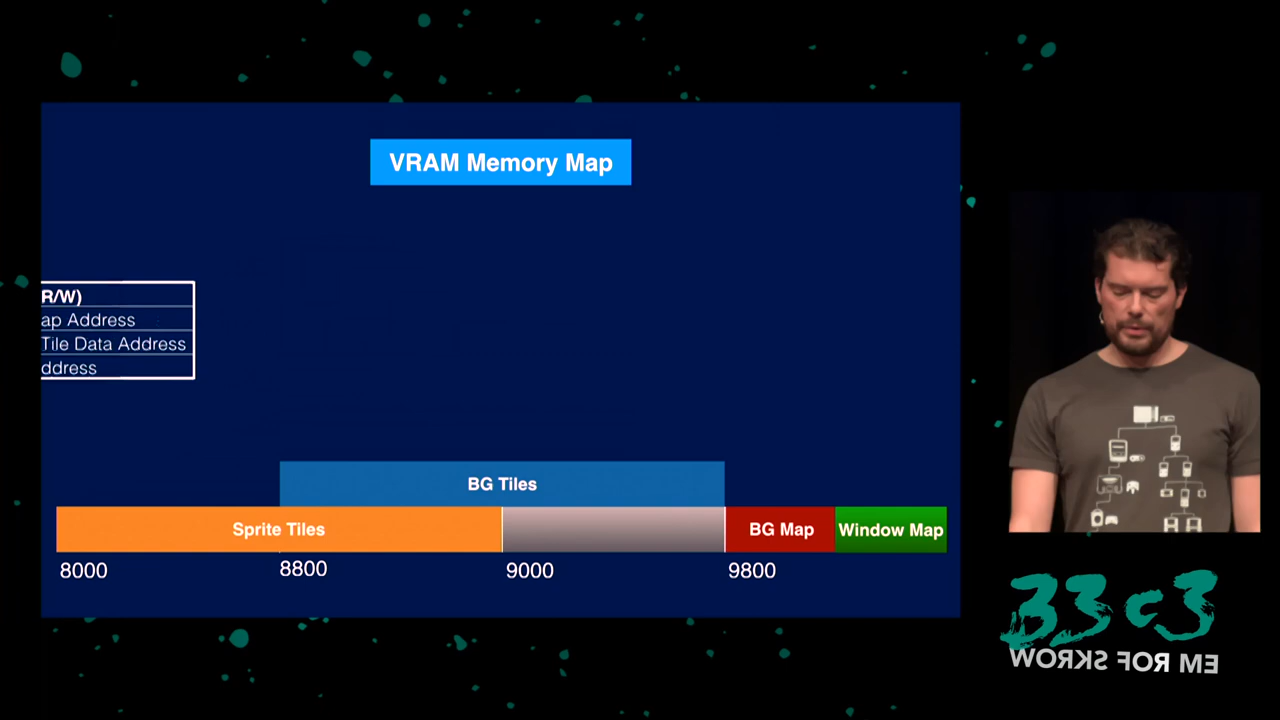 VRAM Memory Map
R/W)
ap Address
Tile Data Address
ddress
BG Tiles
Sprite Tiles
BG Map
Window Map
8000
8800
9000
9800
33c3
WORKS FOR ME